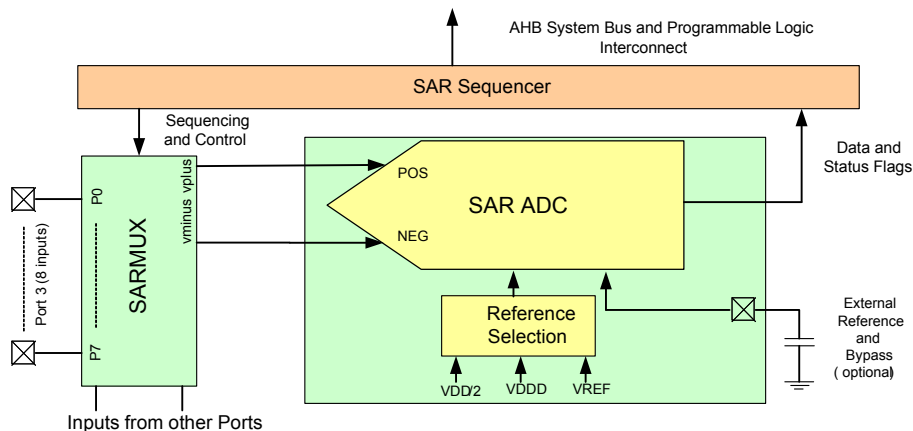 AHB System Bus and Programmable Logic
Interconnect
SAR Sequencer
Sequencing
and Control
Data and
Status Flags
vminus vplus
POS
NEG
SAR ADC
P0
Port 3 (8 inputs)
SARMUX
P7
Reference
Selection
External
Reference
and
Bypass
( optional)
VDD/2
VDDD
VREF
Inputs from other Ports